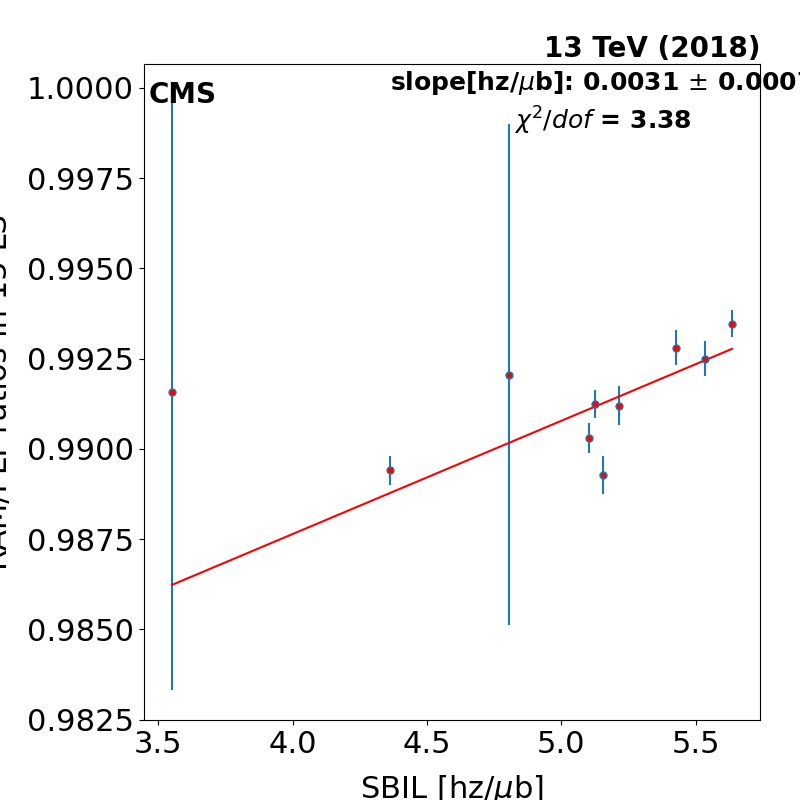 13 TeV (2018)
CMS
slope[hz/μb]: 0.0031 ± 0.0007
χ²/dof = 3.38
1.0000
0.9975
0.9950
0.9925
0.9900
0.9875
0.9850
0.9825
3.5 4.0 4.5 5.0 5.5
SBIL [hz/μb]